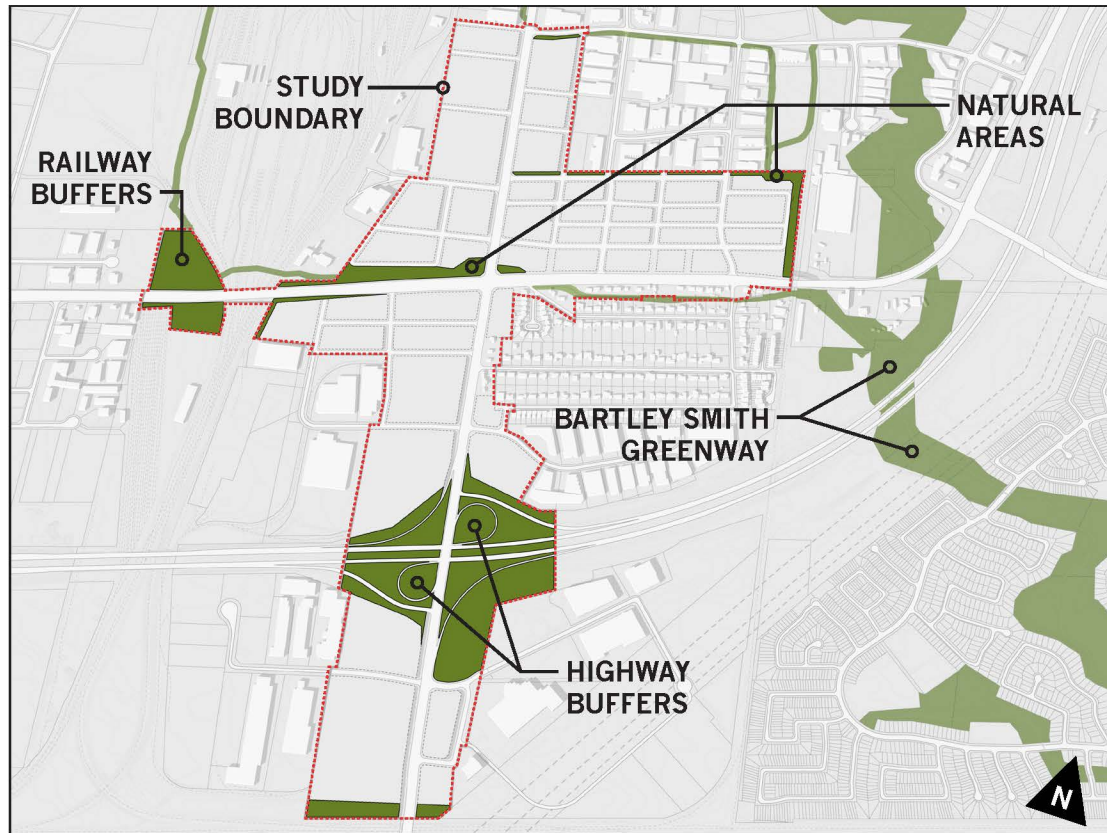 STUDY
BOUNDARY
NATURAL
AREAS
RAILWAY
BUFFERS
BARTLEY SMITH
GREENWAY
HIGHWAY
BUFFERS
N